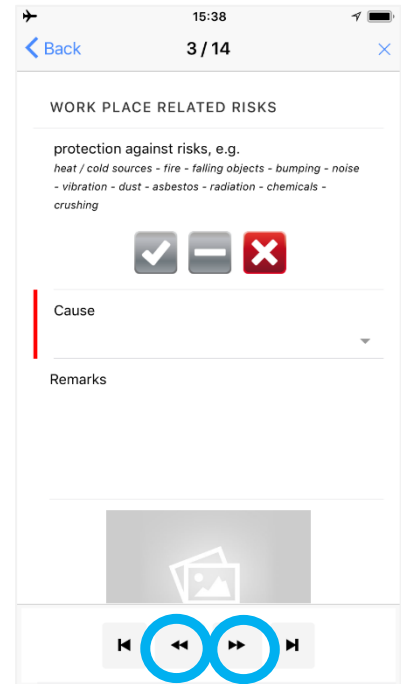 15:38
Back
3 / 14
WORK PLACE RELATED RISKS
protection against risks, e.g.
heat / cold sources - fire - falling objects - bumping - noise
- vibration - dust - asbestos - radiation - chemicals -
crushing
Cause
Remarks